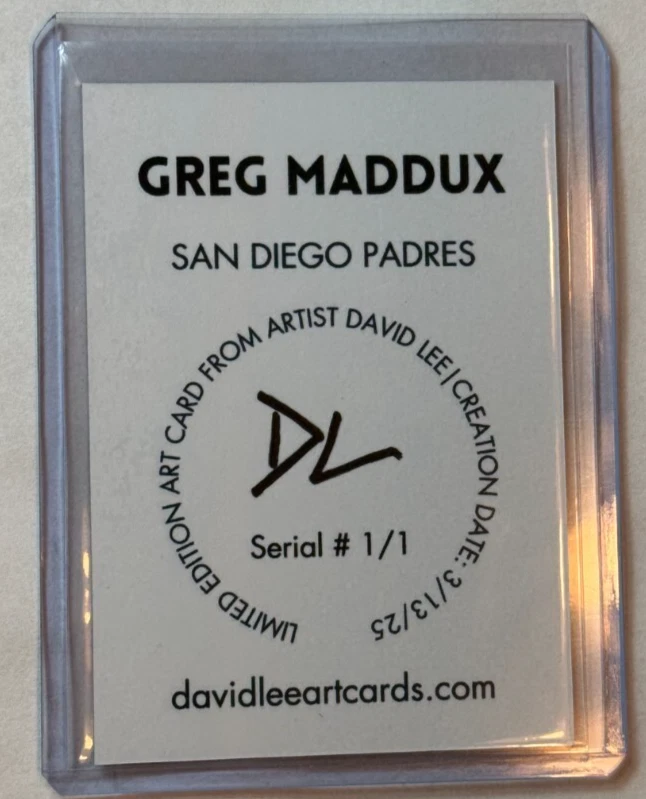 GREG MADDUX
SAN DIEGO PADRES
LIMITED EDITION ART CARD FROM ARTIST DAVID LEE | CREATION DATE: 3/13/25
DL
Serial # 1/1
davidleeartcards.com